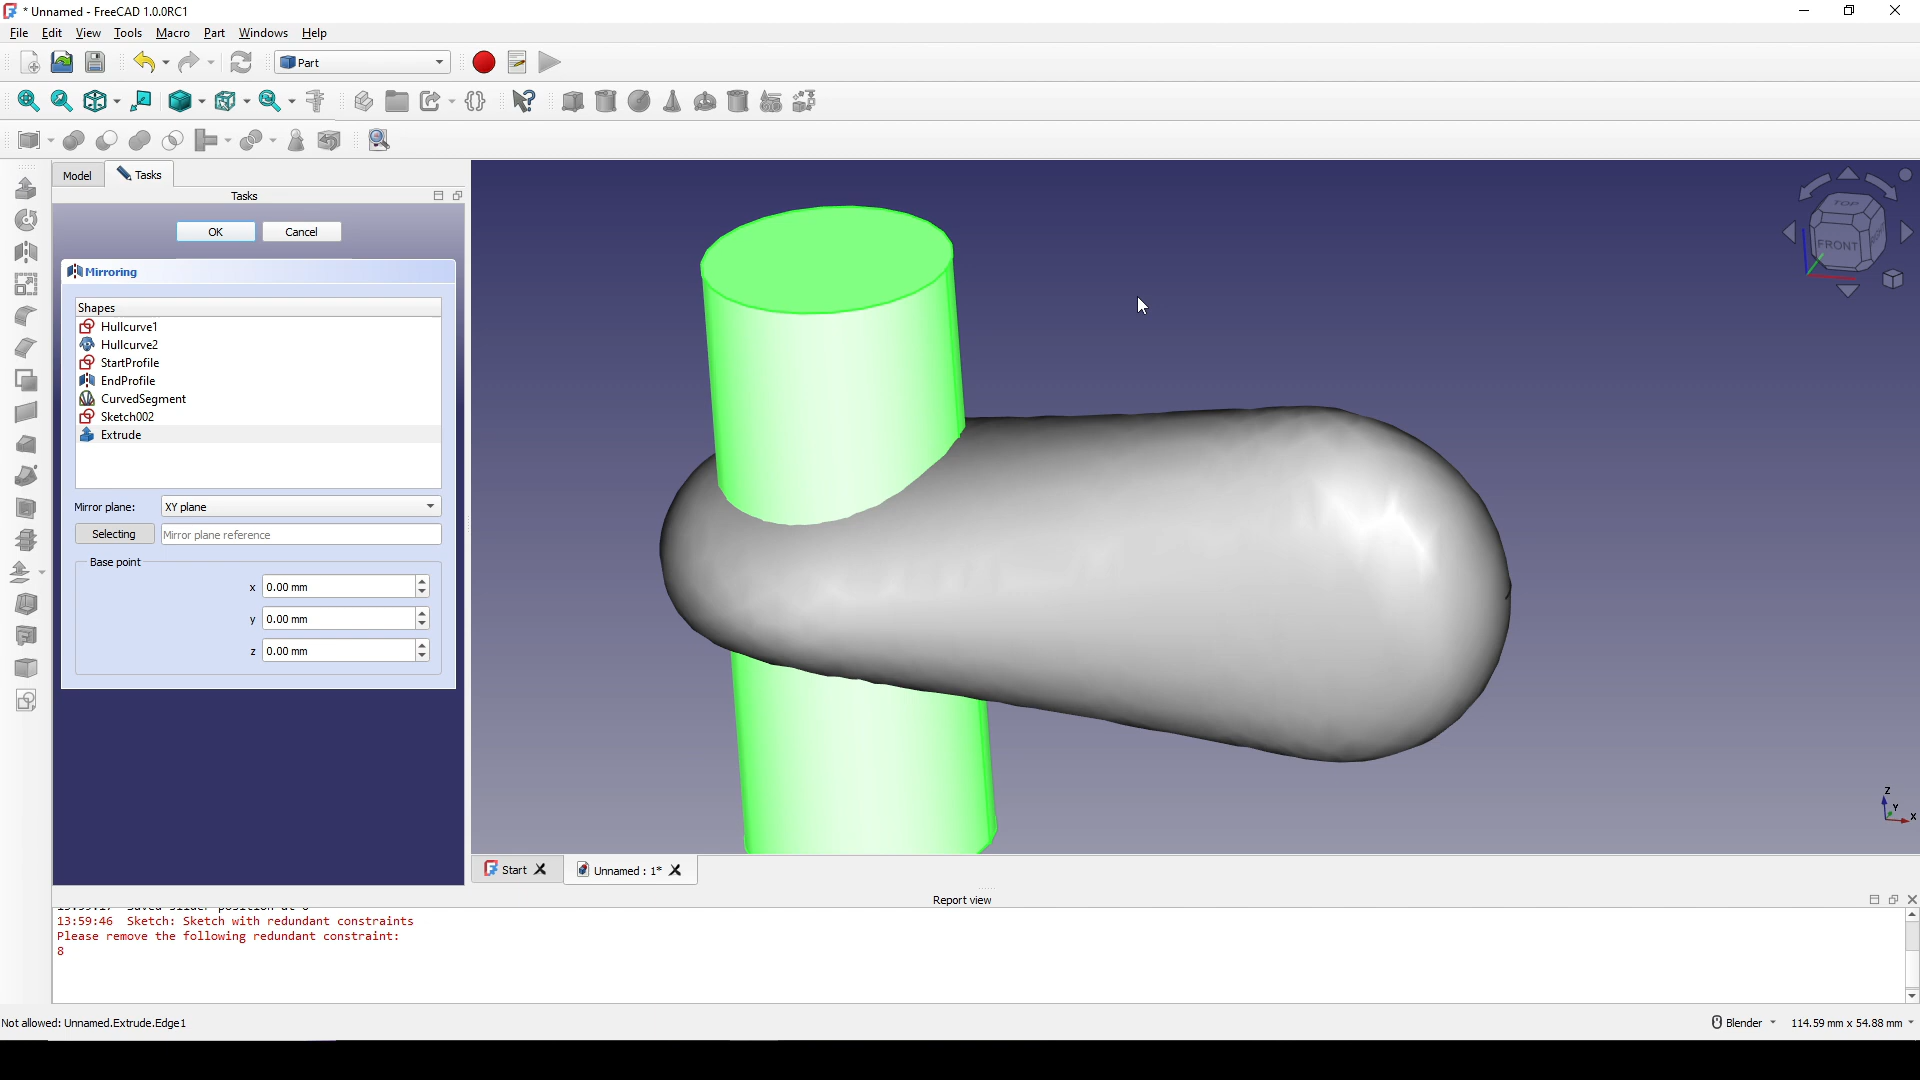 * Unnamed - FreeCAD 1.0.0RC1
File Edit View Tools Macro Part Windows Help
Part
Model Tasks
Tasks
OK Cancel
Mirroring
Shapes
Hullcurve1
Hullcurve2
StartProfile
EndProfile
CurvedSegment
Sketch002
Extrude
Mirror plane: XY plane
Selecting Mirror plane reference
Base point
x 0.00 mm
y 0.00 mm
z 0.00 mm
TOP
FRONT
Z
Y
X
Start Unnamed : 1*
Report view
13:59:46 Sketch: Sketch with redundant constraints
Please remove the following redundant constraint:
8
Not allowed: Unnamed.Extrude.Edge1
Blender 114.59 mm x 54.88 mm